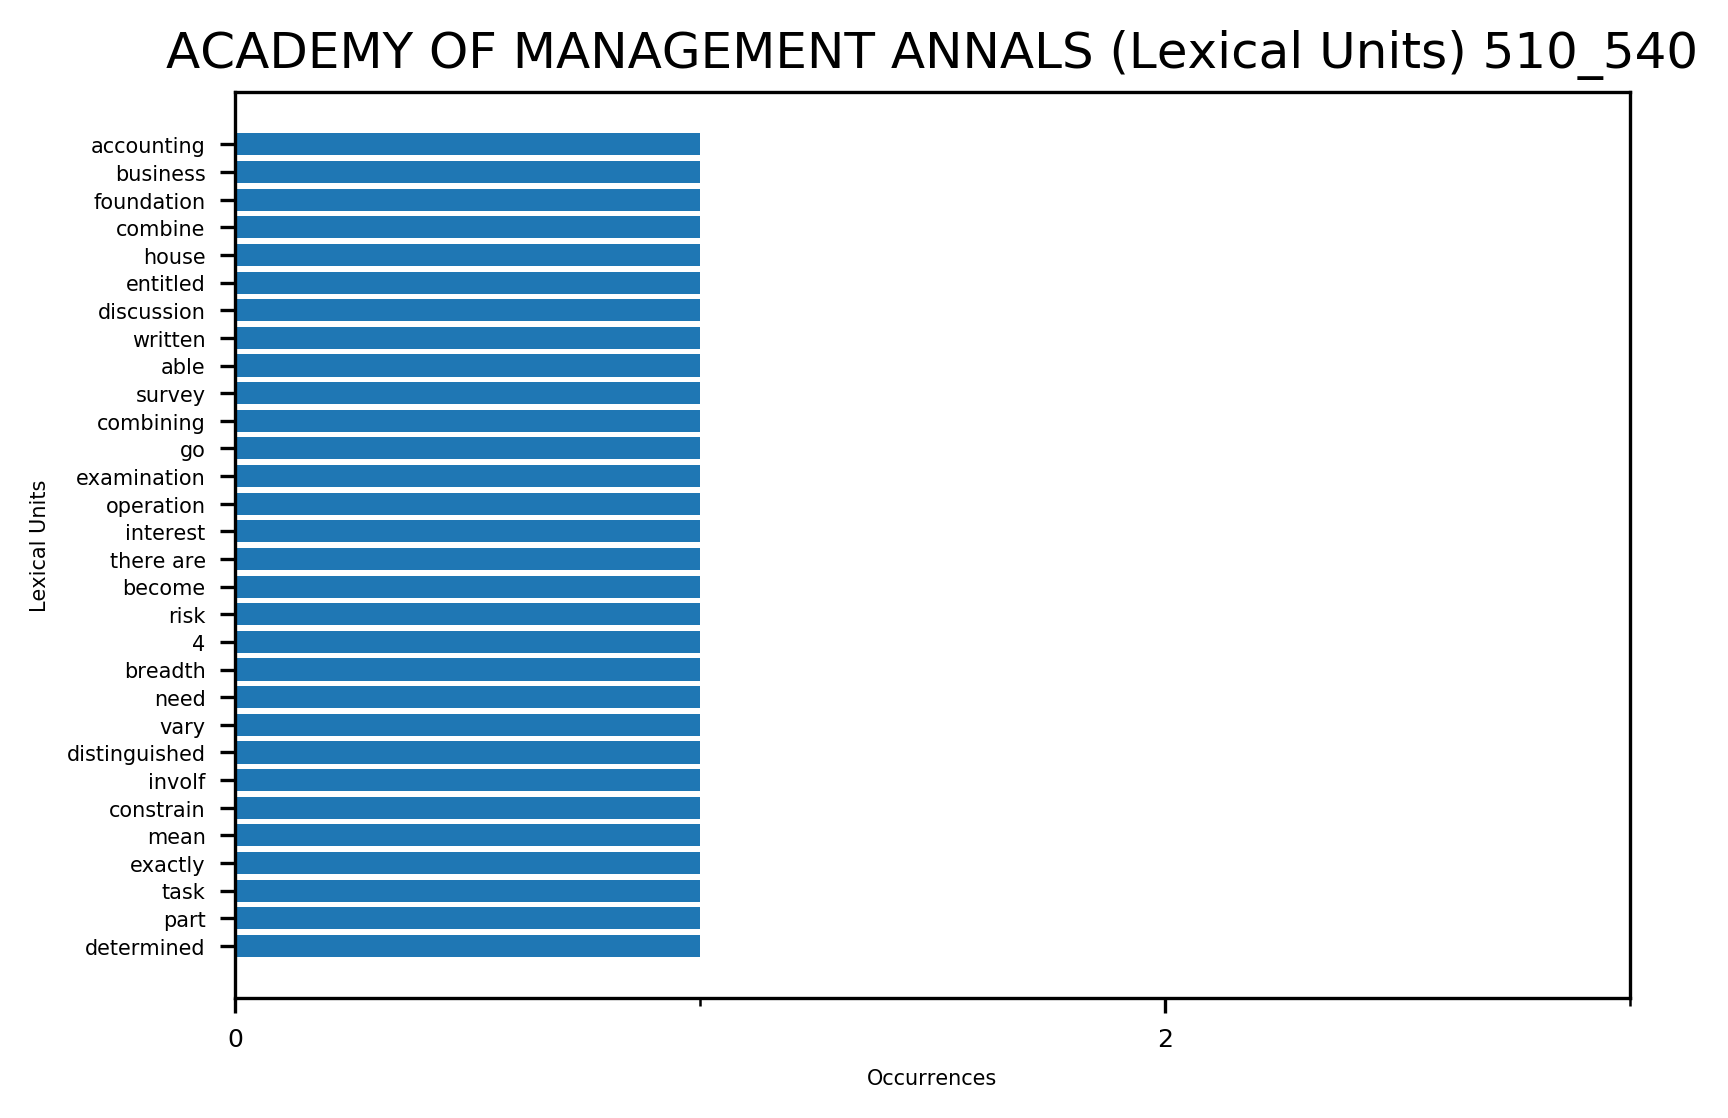 ACADEMY OF MANAGEMENT ANNALS (Lexical Units) 510_540
accounting
business
foundation
combine
house
entitled
discussion
written
able
survey
combining
go
examination
operation
interest
there are
become
risk
4
breadth
need
vary
distinguished
involf
constrain
mean
exactly
task
part
determined
Lexical Units
0 2
Occurrences